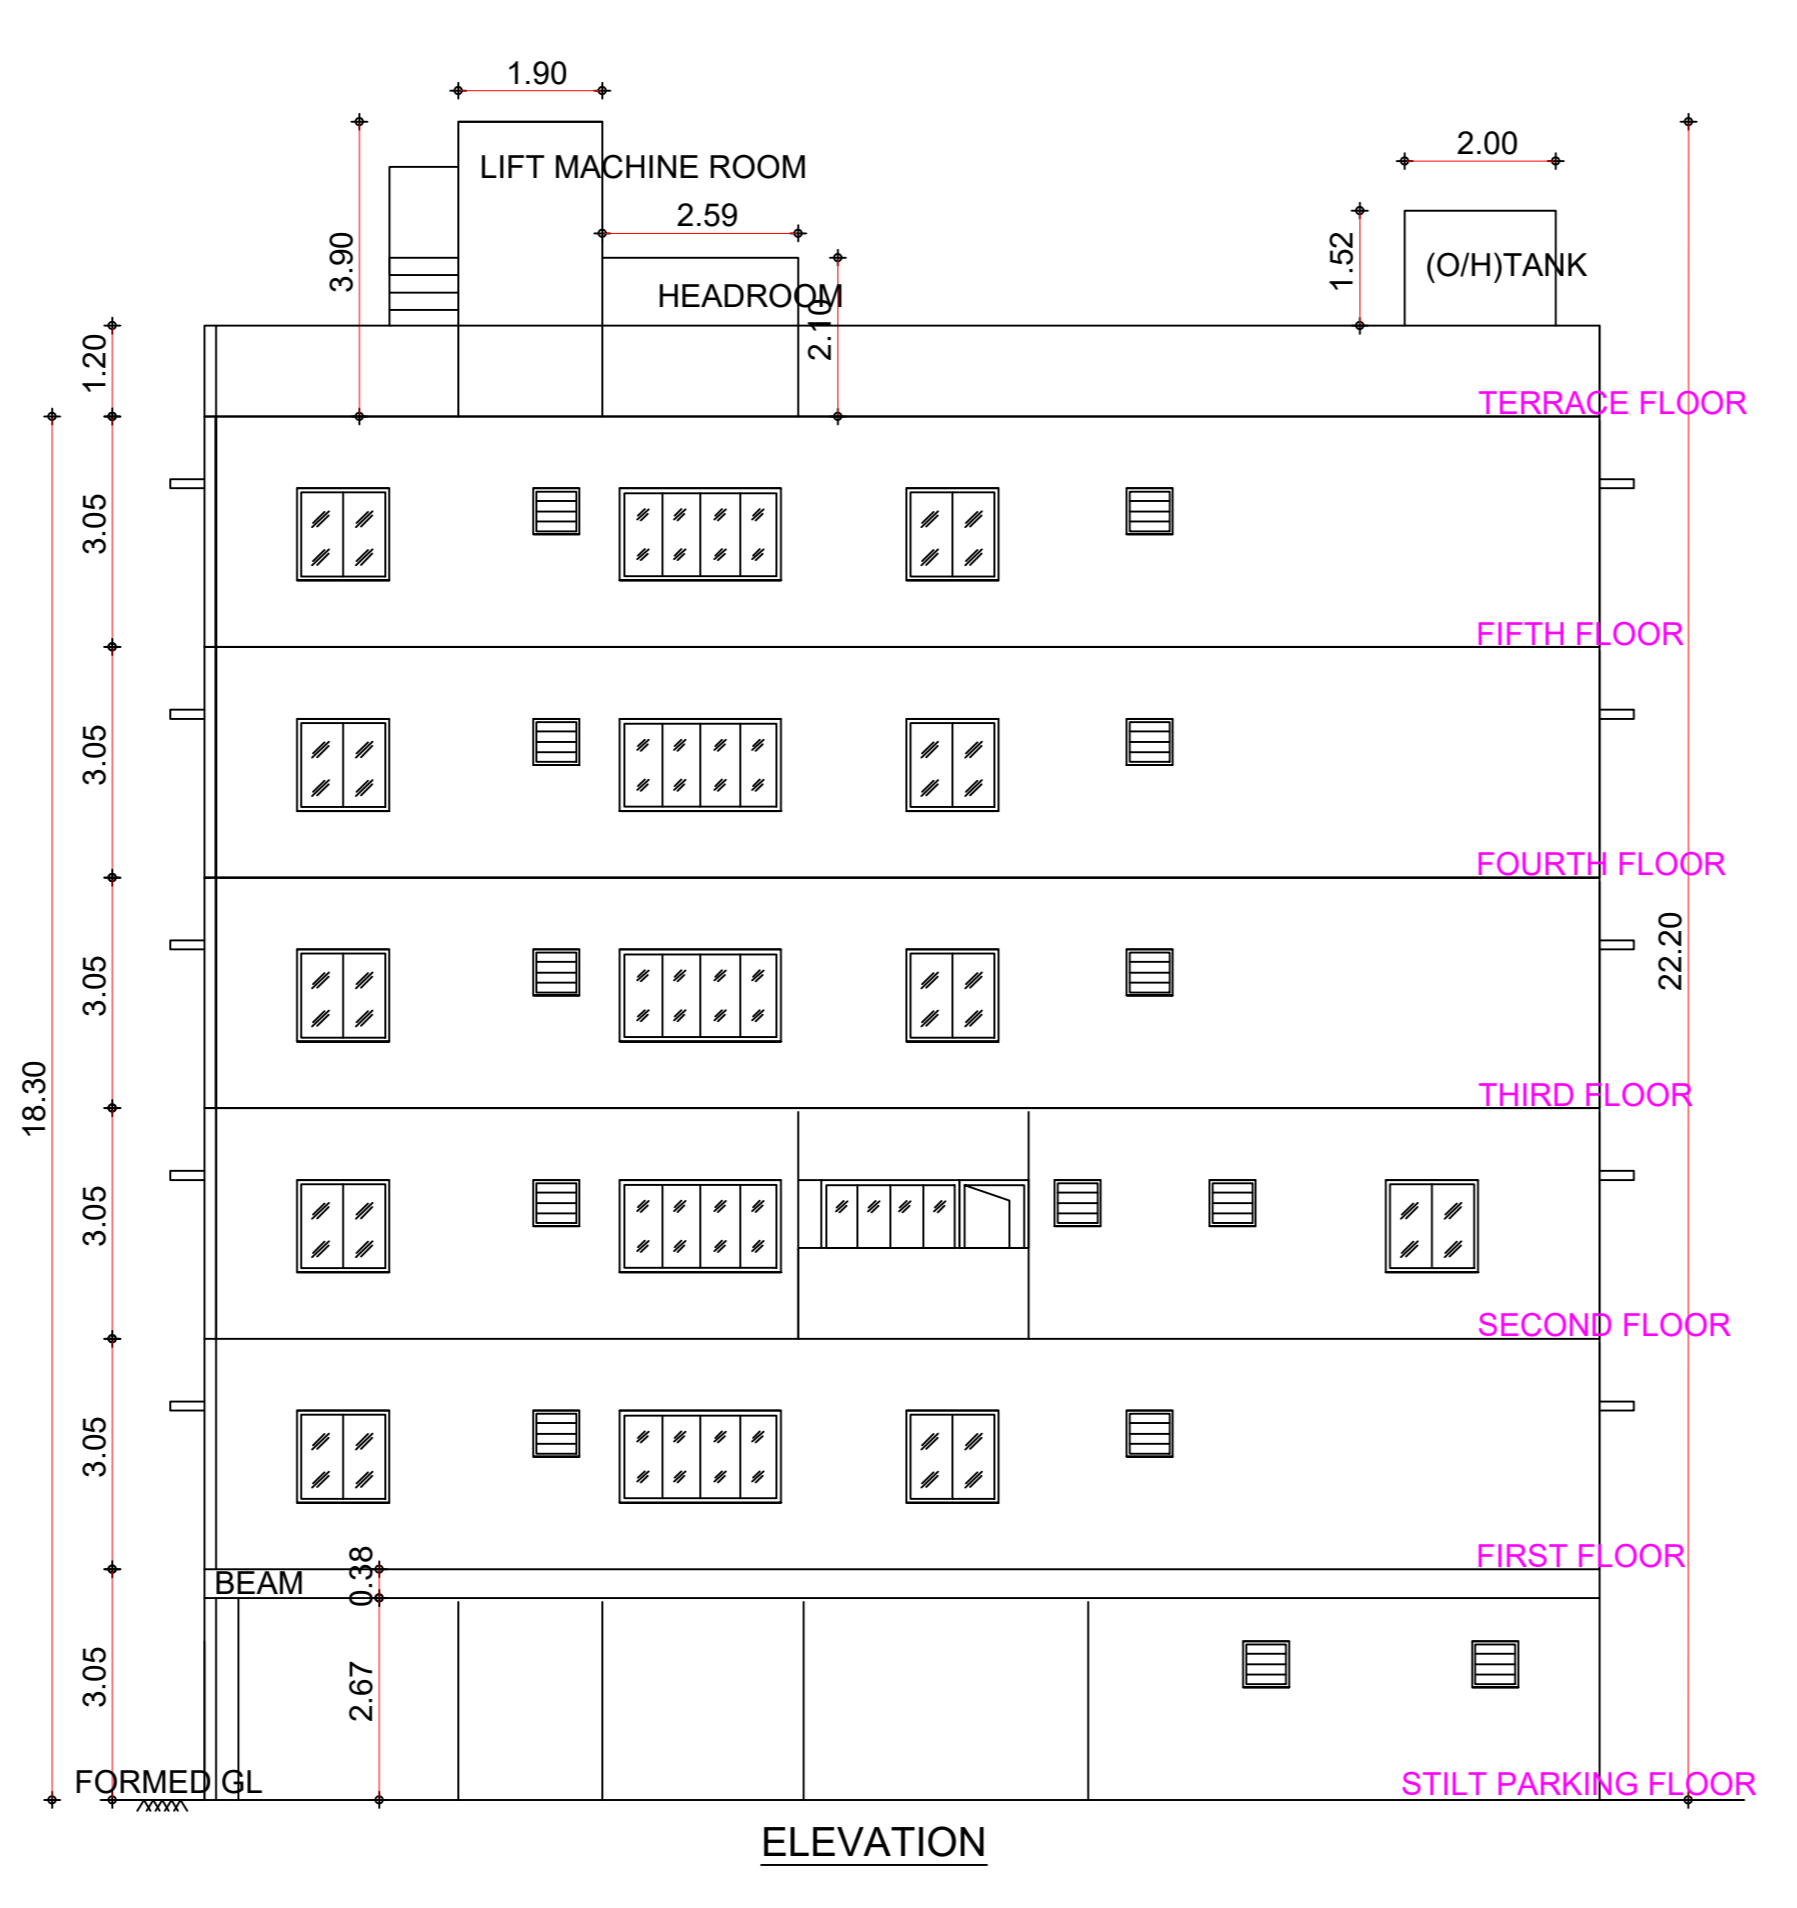 1.90
LIFT MACHINE ROOM
2.00
2.59
3.90
1.52
(O/H)TANK
HEADROOM
2.10
1.20
TERRACE FLOOR
3.05
FIFTH FLOOR
3.05
FOURTH FLOOR
22.20
3.05
THIRD FLOOR
18.30
3.05
SECOND FLOOR
3.05
FIRST FLOOR
0.38
BEAM
3.05
2.67
FORMED GL
STILT PARKING FLOOR
ELEVATION